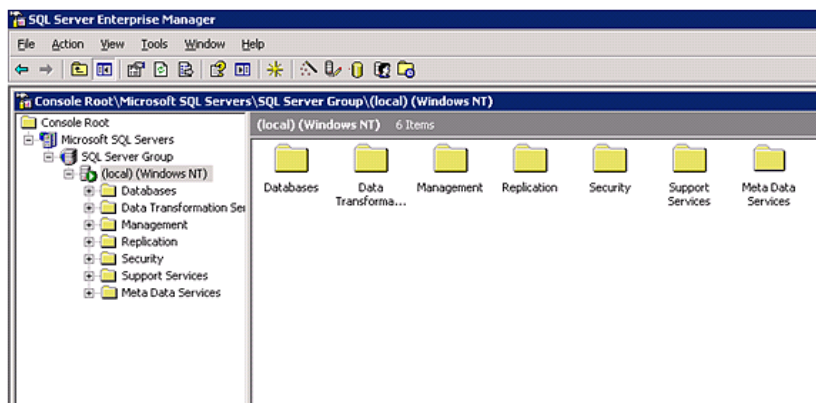 SQL Server Enterprise Manager
File Action View Tools Window Help
Console Root\Microsoft SQL Servers\SQL Server Group\(local) (Windows NT)
Console Root
Microsoft SQL Servers
SQL Server Group
(local) (Windows NT)
Databases
Data Transformation Ser
Management
Replication
Security
Support Services
Meta Data Services
(local) (Windows NT) 6 Items
Databases
Data
Transforma...
Management
Replication
Security
Support
Services
Meta Data
Services